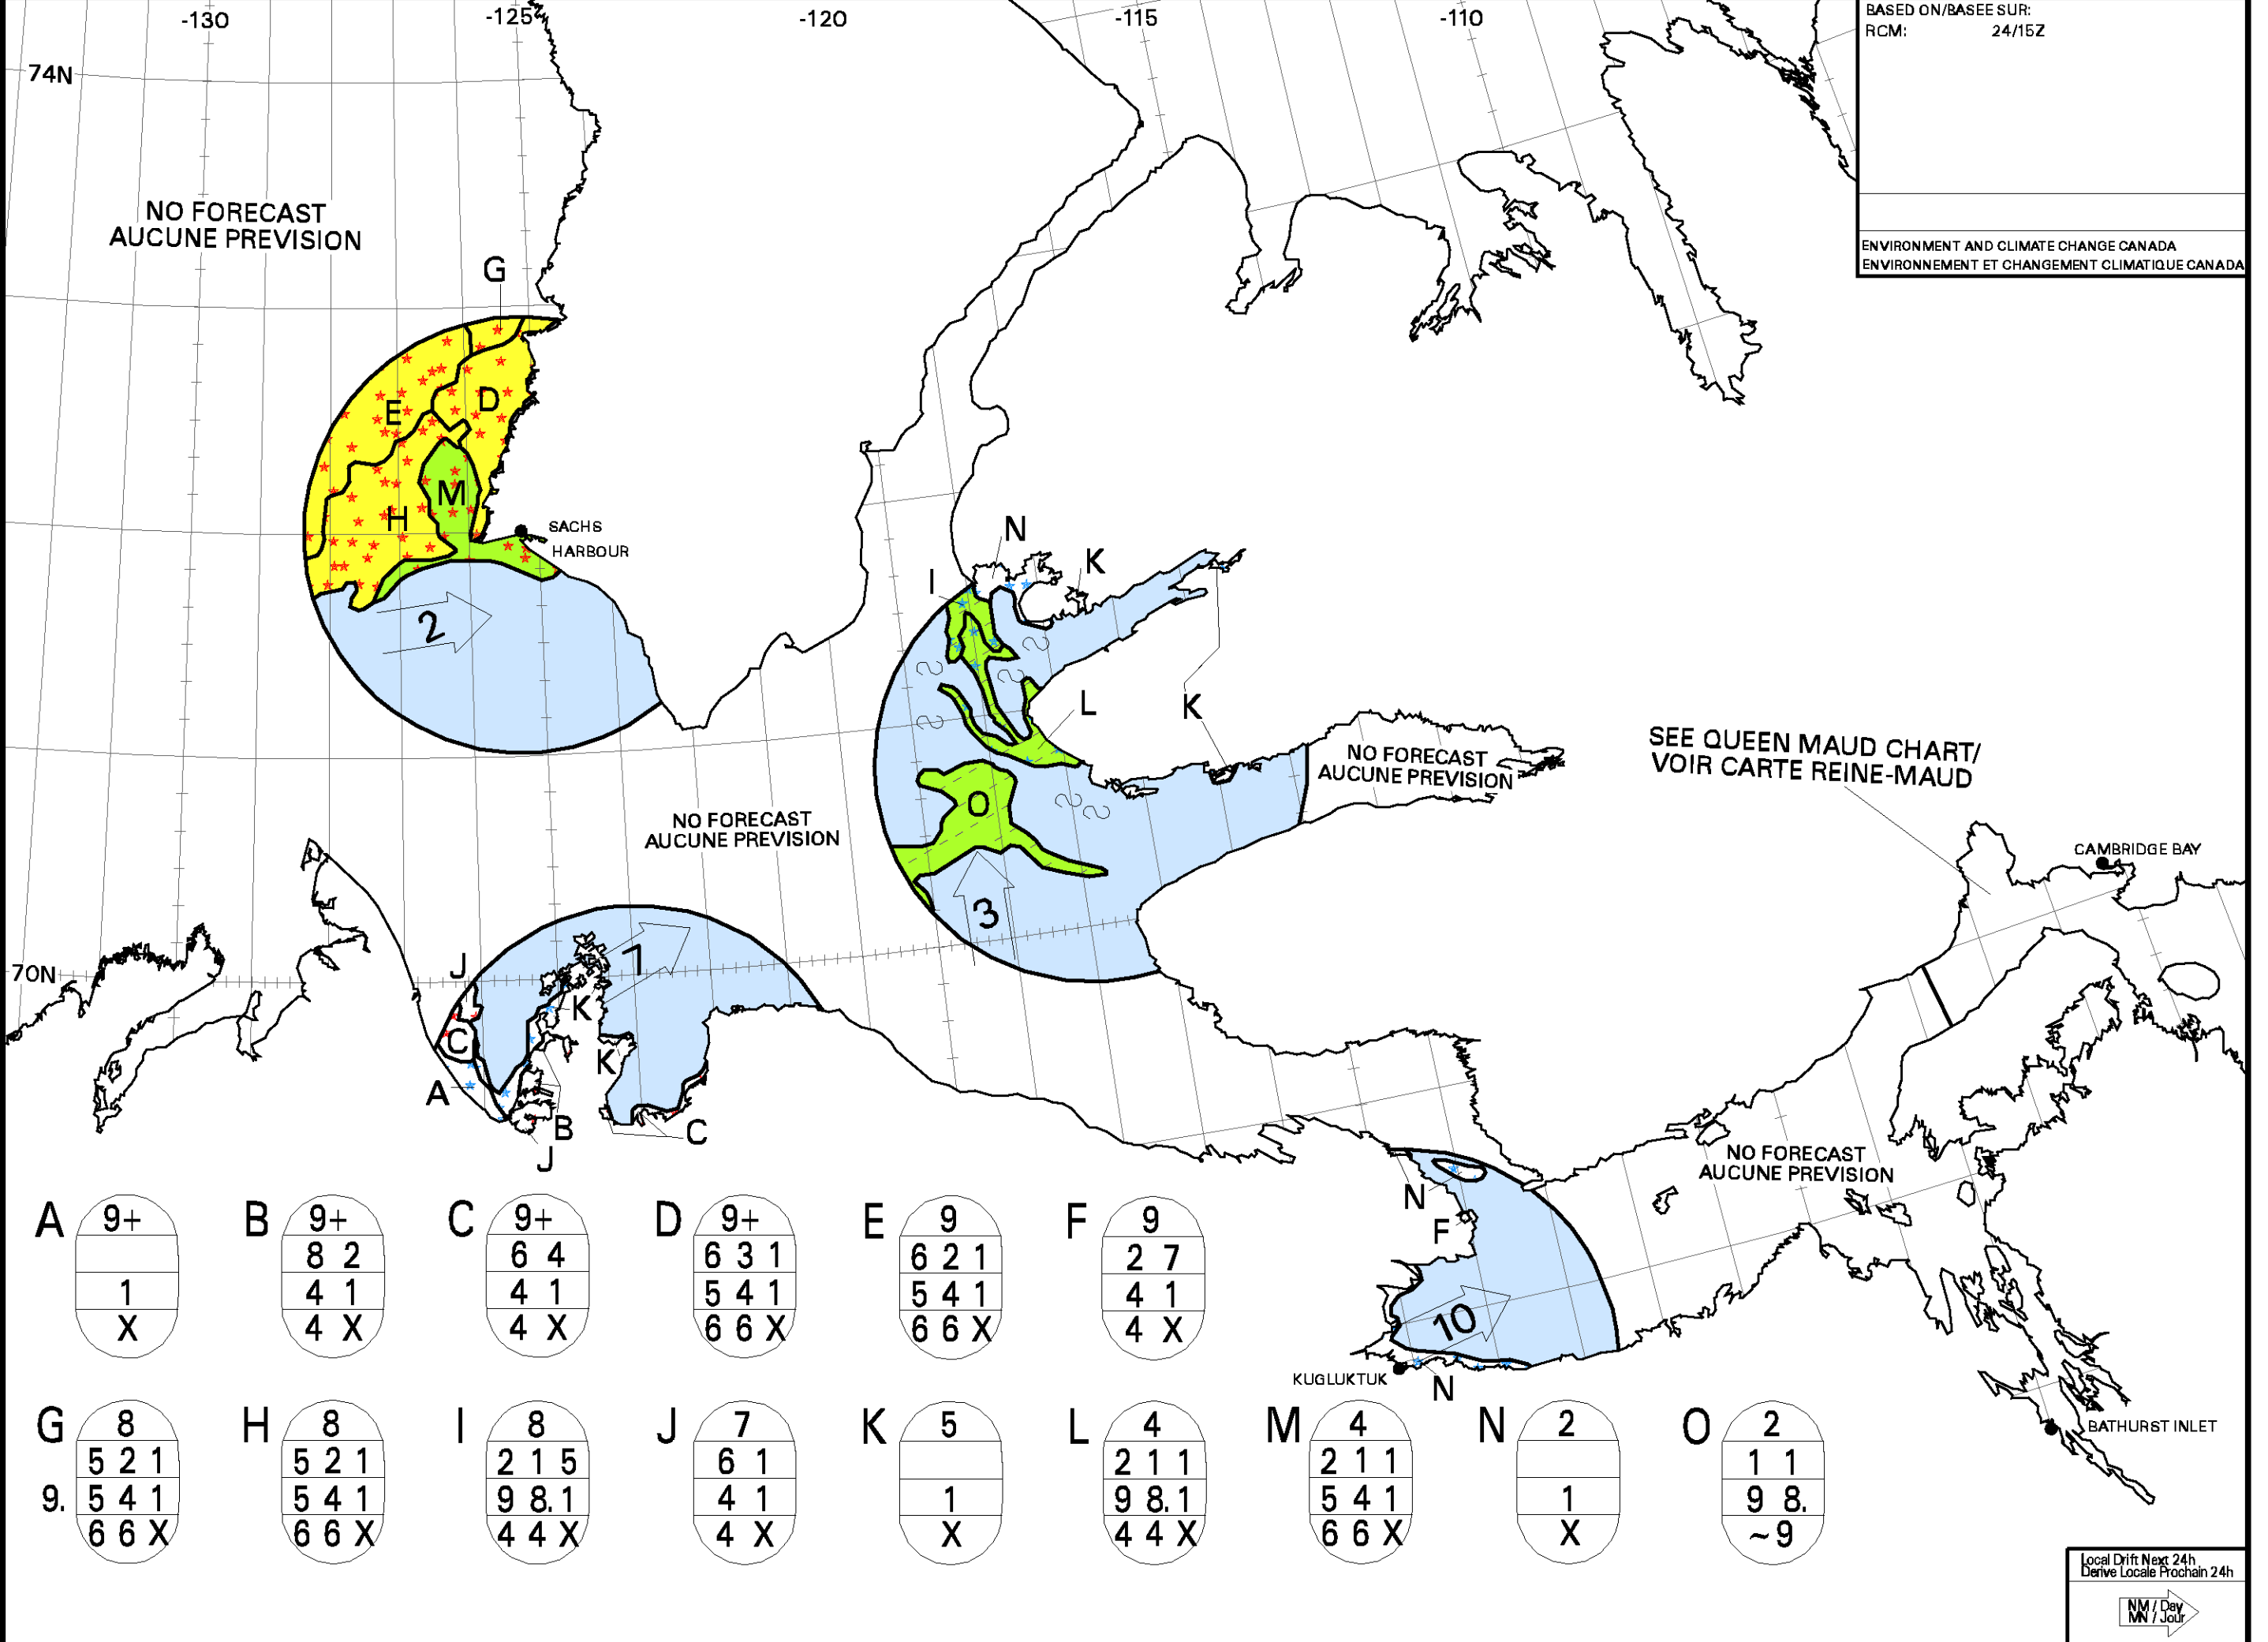 -130
-125
-120
-115
-110
BASED ON/BASEE SUR:
RCM: 24/15Z
74N
NO FORECAST
AUCUNE PREVISION
ENVIRONMENT AND CLIMATE CHANGE CANADA
ENVIRONNEMENT ET CHANGEMENT CLIMATIQUE CANADA
G
E
D
M
H
SACHS
HARBOUR
2
N
K
I
L
K
NO FORECAST
AUCUNE PREVISION
SEE QUEEN MAUD CHART/
VOIR CARTE REINE-MAUD
O
NO FORECAST
AUCUNE PREVISION
CAMBRIDGE BAY
3
70N
J
7
K
C
K
A
B
C
J
NO FORECAST
AUCUNE PREVISION
N
F
10
KUGLUKTUK
N
BATHURST INLET
A B C D E F
9+ 9+ 9+ 9+ 9 9
8 2 6 4 6 3 1 6 2 1 2 7
1 4 1 4 1 5 4 1 5 4 1 4 1
X 4 X 4 X 6 6 X 6 6 X 4 X
G H I J K L M N O
8 8 8 7 5 4 4 2 2
5 2 1 5 2 1 2 1 5 6 1 2 1 1 2 1 1 1 1
9. 5 4 1 5 4 1 9 8. 1 4 1 1 9 8. 1 5 4 1 1 9 8.
6 6 X 6 6 X 4 4 X 4 X X 4 4 X 6 6 X X ~9
Local Drift Next 24h
Derive Locale Prochain 24h
NM / Day
MN / Jour